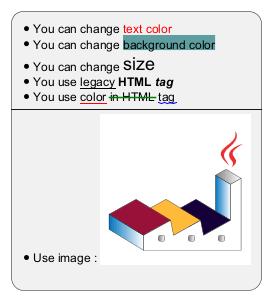 • You can change text color
• You can change background color
• You can change size
• You use legacy HTML tag
• You use color in HTML tag
• Use image :